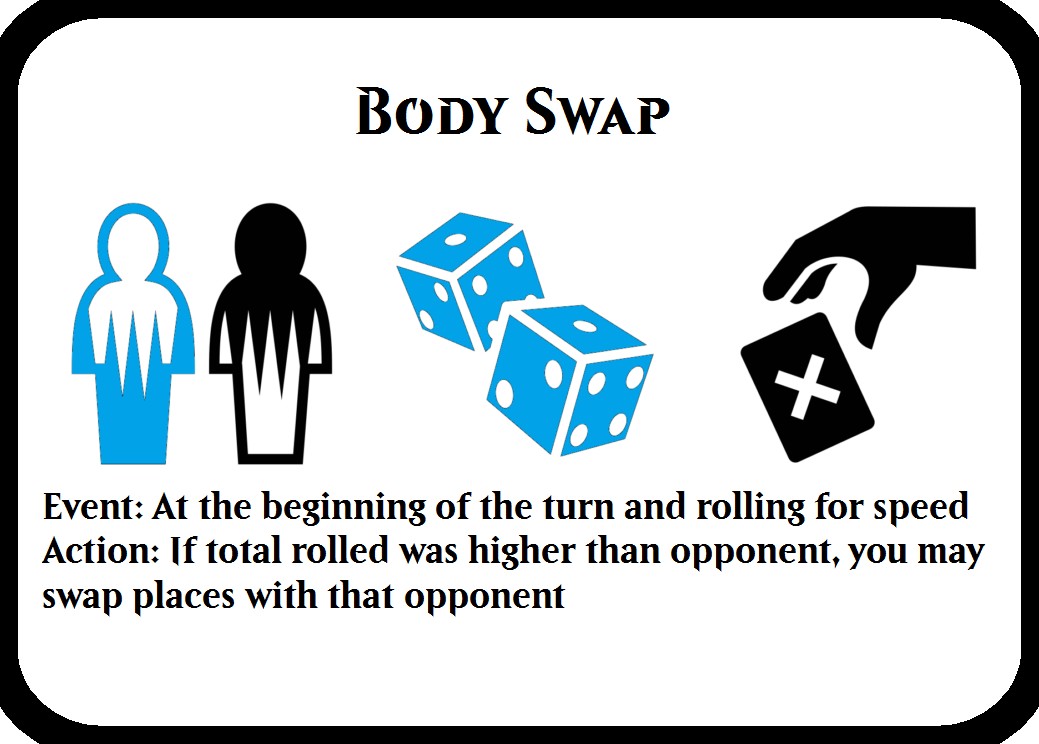 Body Swap
Event: At the beginning of the turn and rolling for speed
Action: If total rolled was higher than opponent, you may
swap places with that opponent